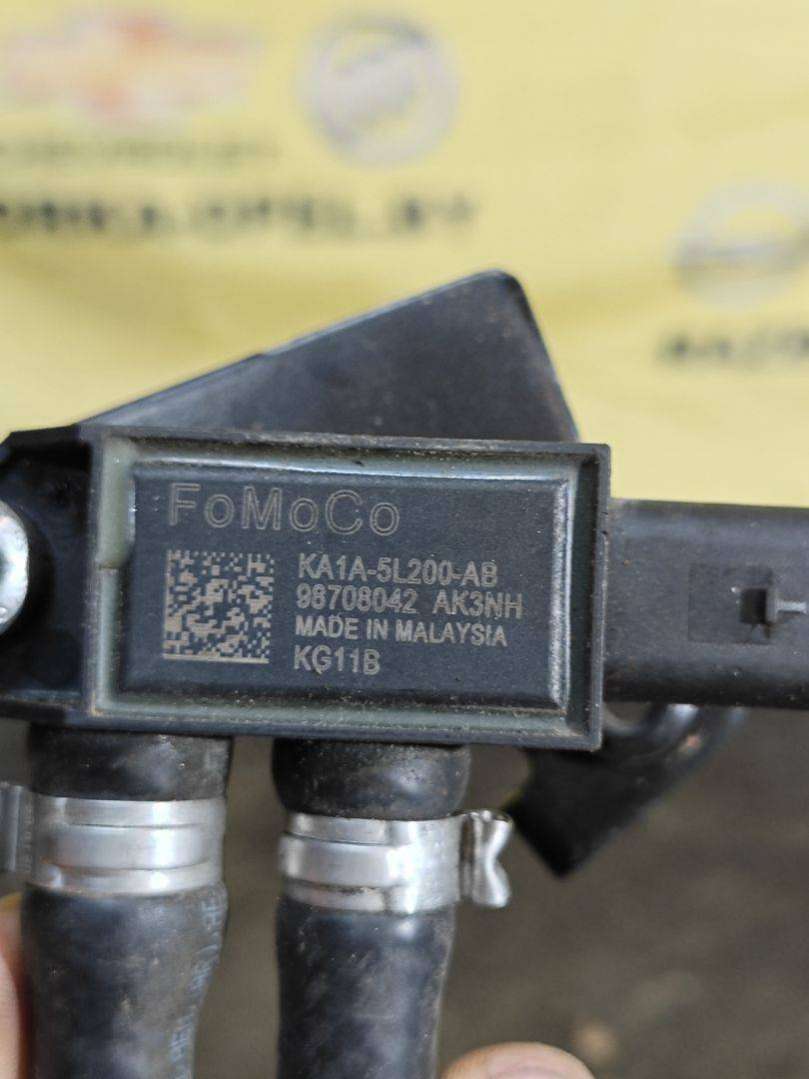 FoMoCo
KA1A-5L200-AB
98708042 AK3NH
MADE IN MALAYSIA
KG11B